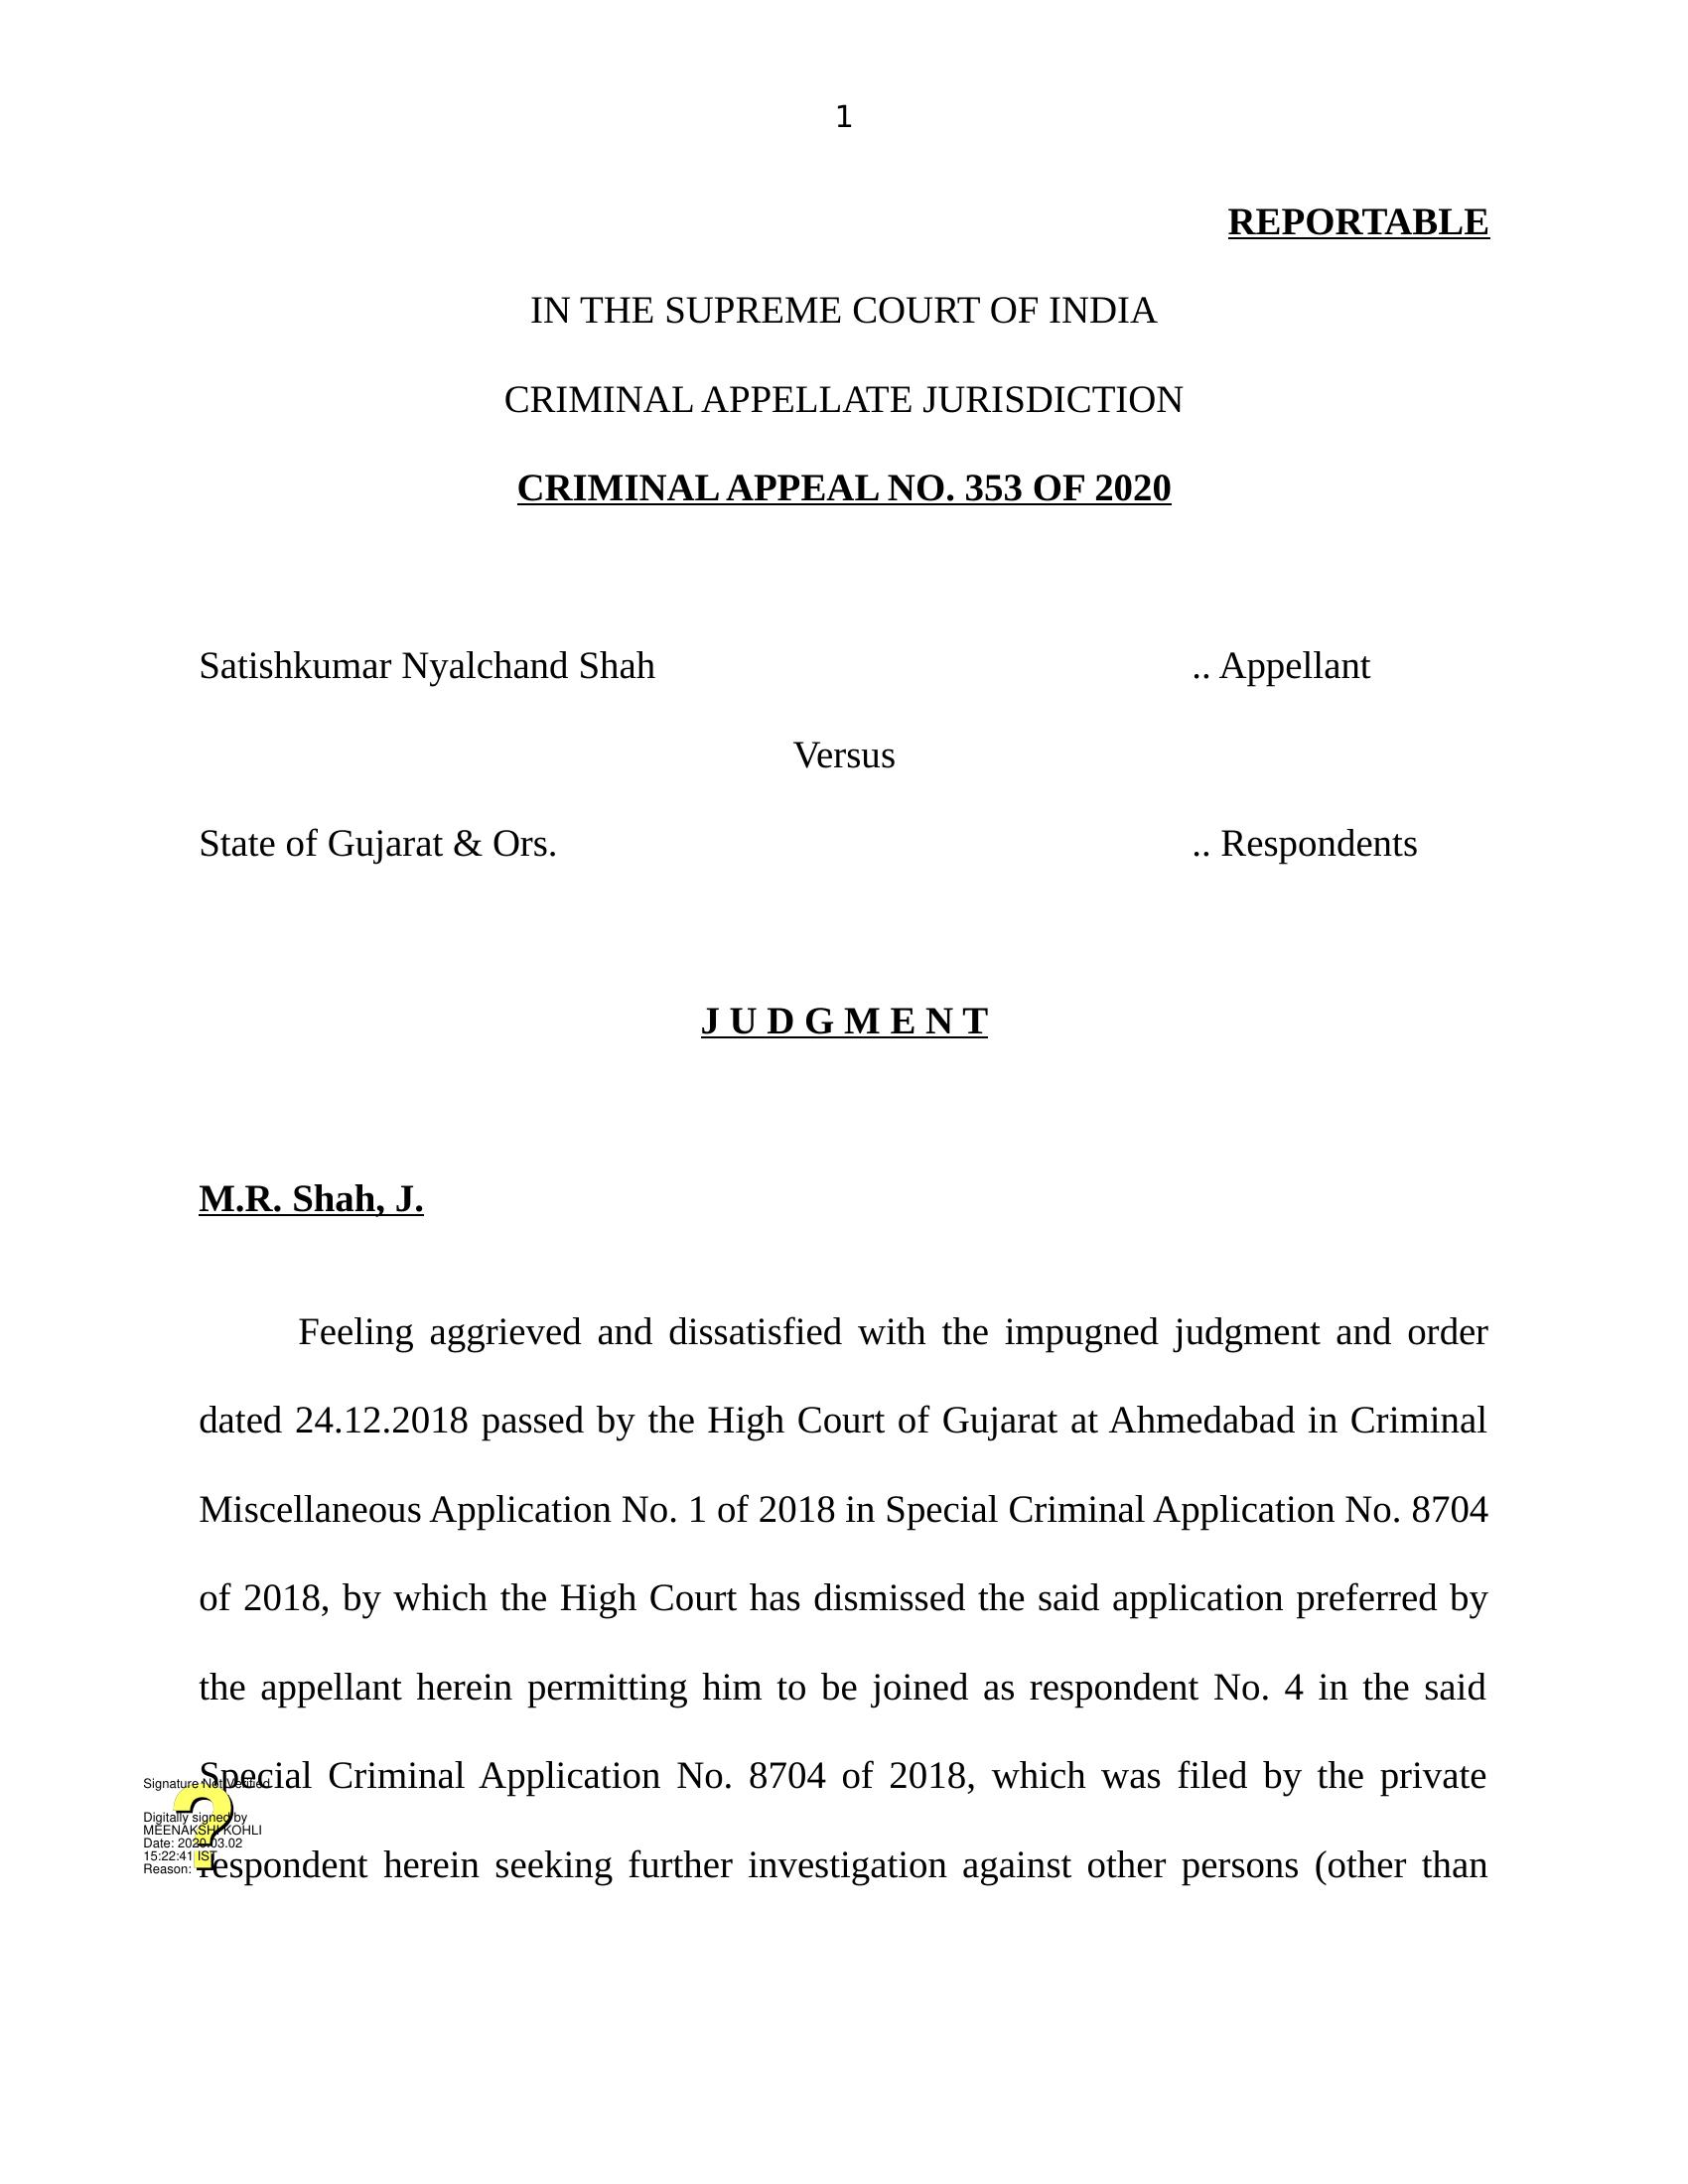 1
REPORTABLE
IN THE SUPREME COURT OF INDIA
CRIMINAL APPELLATE JURISDICTION
CRIMINAL APPEAL NO. 353 OF 2020
Satishkumar Nyalchand Shah .. Appellant
Versus
State of Gujarat & Ors. .. Respondents
J U D G M E N T
M.R. Shah, J.
Feeling aggrieved and dissatisfied with the impugned judgment and order
dated 24.12.2018 passed by the High Court of Gujarat at Ahmedabad in Criminal
Miscellaneous Application No. 1 of 2018 in Special Criminal Application No. 8704
of 2018, by which the High Court has dismissed the said application preferred by
the appellant herein permitting him to be joined as respondent No. 4 in the said
Special Criminal Application No. 8704 of 2018, which was filed by the private
respondent herein seeking further investigation against other persons (other than
Signature Not Verified
Digitally signed by
MEENAKSHI KOHLI
Date: 2020.03.02
15:22:41 IST
Reason:
?